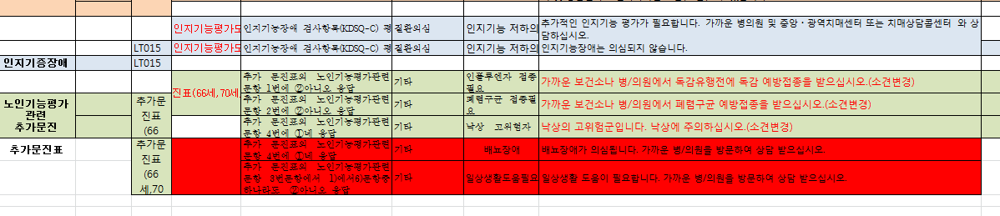 인지기능평가도
인지기능장애 검사항목(KDSQ-C) 평
질환의심
인지기능 저하의
추가적인 인지기능 평가가 필요합니다. 가까운 병의원 및 중앙・광역치매센터 또는 치매상담콜센터 와 상
담하십시오.
LT015
인지기능평가도
인지기능장애 검사항목(KDSQ-C) 평
질환의심
인지기능 저하의
인지기능장애는 의심되지 않습니다.
인지기증장애
LT015
노인기능평가
관련
추가문진
추가문
진표
(66
진표(66세,70세,
추가 문진표의 노인기능평가관련
문항 1번에 ②아니오 응답
기타
인플루엔자 접종
필요
가까운 보건소나 병/의원에서 독감유행전에 독감 예방접종을 받으십시오.(소견변경)
추가 문진표의 노인기능평가관련
문항 2번에 ②아니오 응답
기타
폐렴구균 접종필
요
가까운 보건소나 병/의원에서 폐렴구균 예방접종을 받으십시오.(소견변경)
추가 문진표의 노인기능평가관련
문항 4번에 ①네 응답
기타
낙상 고위험자
낙상의 고위험군입니다. 낙상에 주의하십시오.(소견변경)
추가문진표
추가문
진표
(66
세,70
추가 문진표의 노인기능평가관련
문항 4번에 ①네 응답
기타
배뇨장애
배뇨장애가 의심됩니다. 가까운 병/의원을 방문하여 상담 받으십시오
추가 문진표의 노인기능평가관련
문항 3번문항에서 1)에서6)문항중
하나라도 ②아니오 응답
기타
일상생활도움필요
일상생활 도움이 필요합니다. 가까운 병/의원을 방문하여 상담 받으십시오.